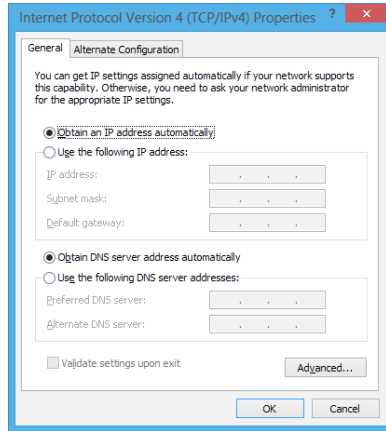 Internet Protocol Version 4 (TCP/IPv4) Properties ? ×
General Alternate Configuration
You can get IP settings assigned automatically if your network supports
this capability. Otherwise, you need to ask your network administrator
for the appropriate IP settings.
Obtain an IP address automatically
Use the following IP address:
IP address:
Subnet mask:
Default gateway:
Obtain DNS server address automatically
Use the following DNS server addresses:
Preferred DNS server:
Alternate DNS server:
Validate settings upon exit
Advanced...
OK Cancel